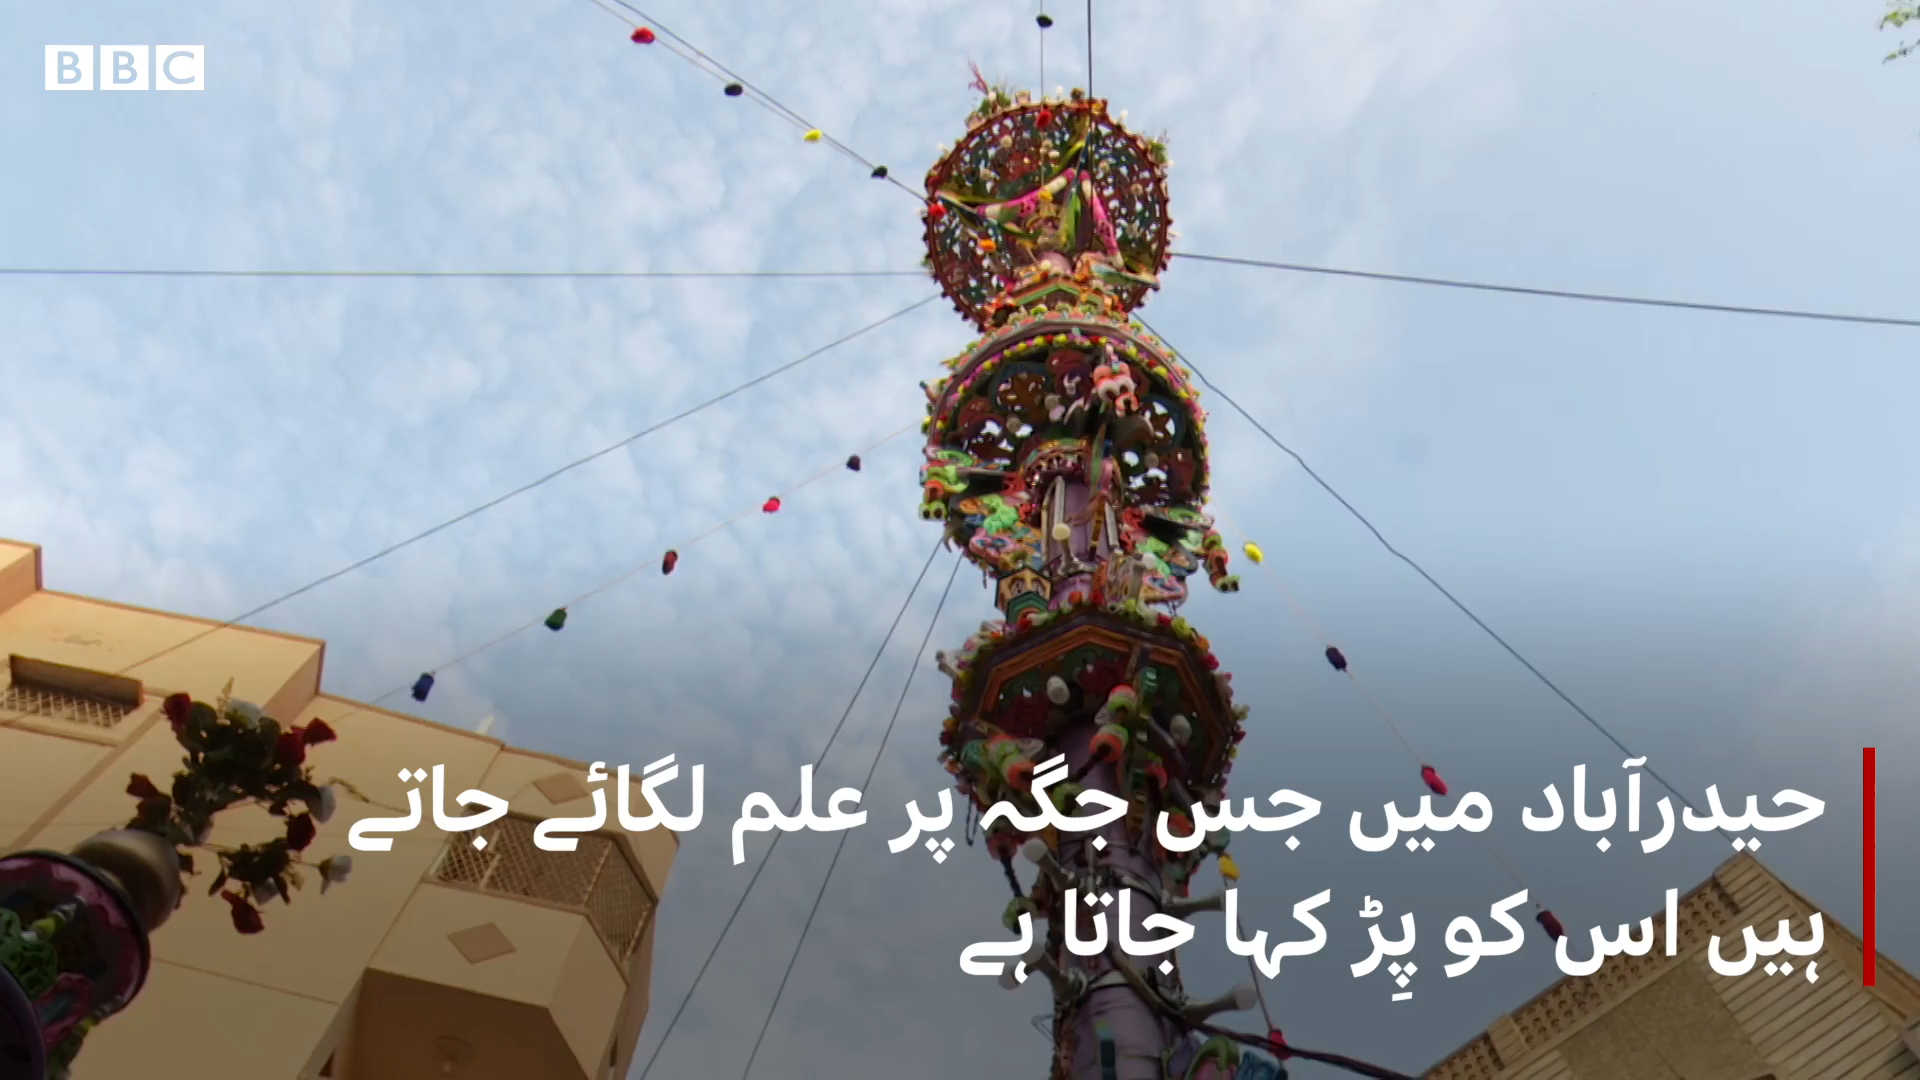 BBC
حیدرآباد میں جس جگہ پر علم لگائے جاتے
ہیں اس کو پِڑ کہا جاتا ہے